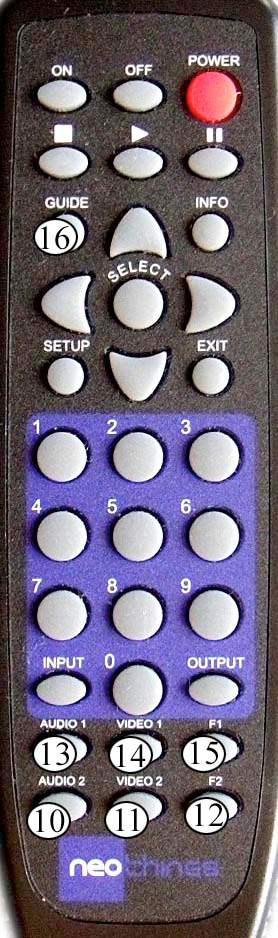 ON OFF POWER
GUIDE INFO
16
SELECT
SETUP EXIT
1 2 3
4 5 6
7 8 9
INPUT 0 OUTPUT
AUDIO 1 VIDEO 1 F1
13 14 15
AUDIO 2 VIDEO 2 F2
10 11 12
neothings